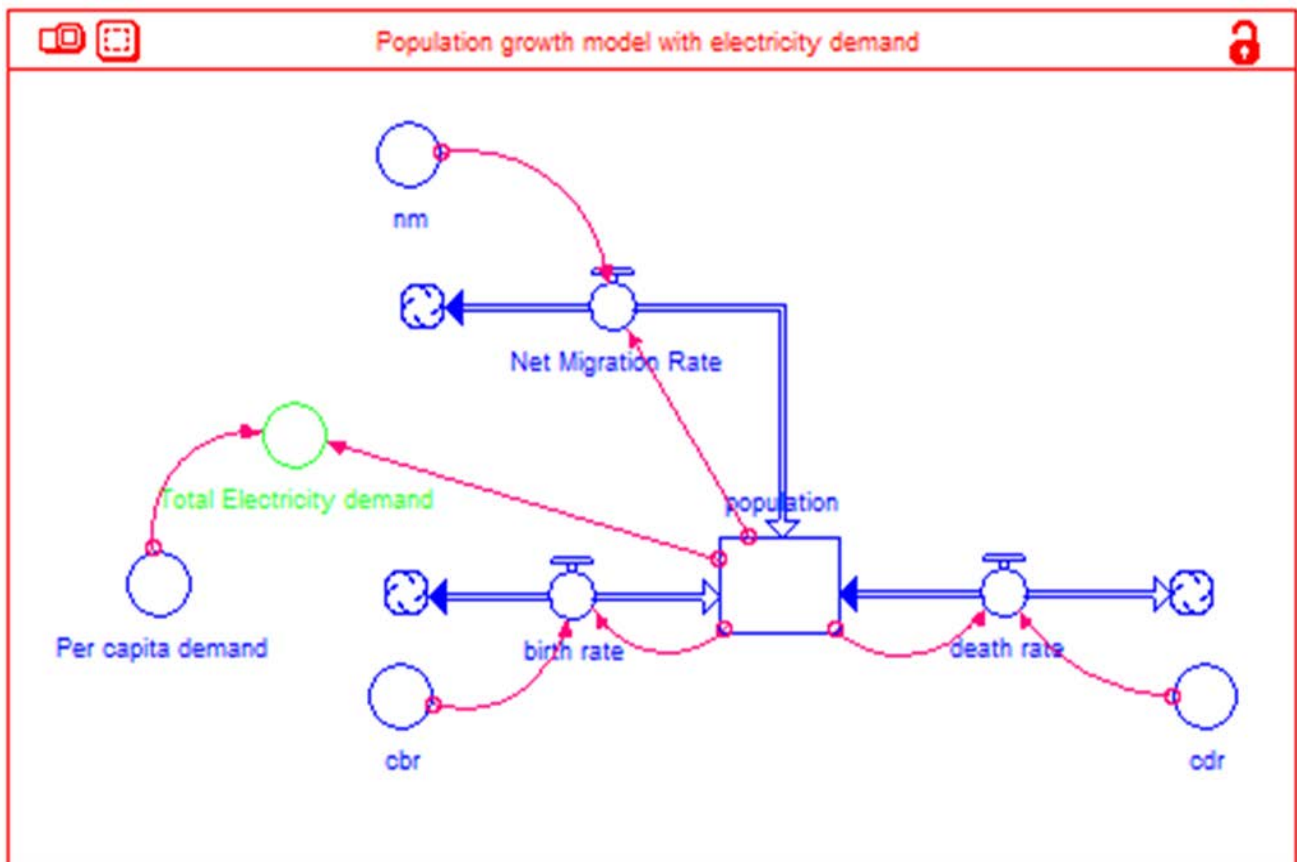 Population growth model with electricity demand
nm
Net Migration Rate
Total Electricity demand
population
Per capita demand
birth rate
death rate
cbr
cdr